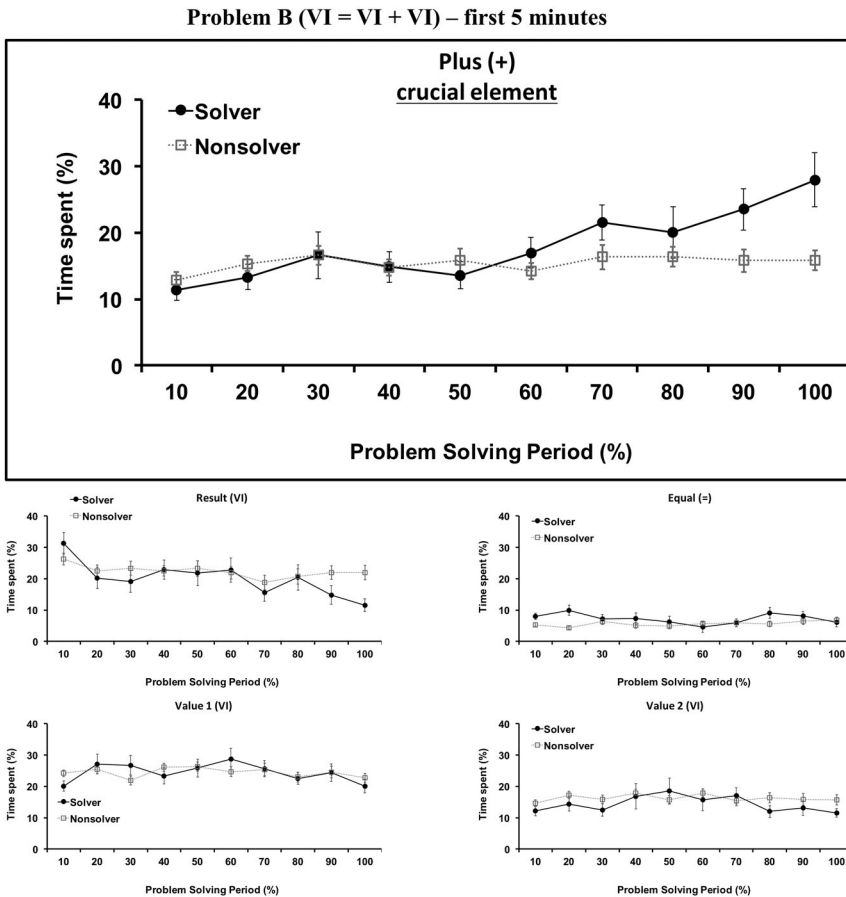 Problem B (VI = VI + VI) – first 5 minutes
Plus (+)
crucial element
Solver
Nonsolver
Time spent (%)
40
30
20
10
0
10 20 30 40 50 60 70 80 90 100
Problem Solving Period (%)
Result (VI)
Solver
Nonsolver
Time spent (%)
40
30
20
10
0
10 20 30 40 50 60 70 80 90 100
Problem Solving Period (%)
Equal (=)
Solver
Nonsolver
Time spent (%)
40
30
20
10
0
10 20 30 40 50 60 70 80 90 100
Problem Solving Period (%)
Value 1 (VI)
Time spent (%)
40
30
20
10
0
Solver
Nonsolver
10 20 30 40 50 60 70 80 90 100
Problem Solving Period (%)
Value 2 (VI)
Solver
Nonsolver
Time spent (%)
40
30
20
10
0
10 20 30 40 50 60 70 80 90 100
Problem Solving Period (%)